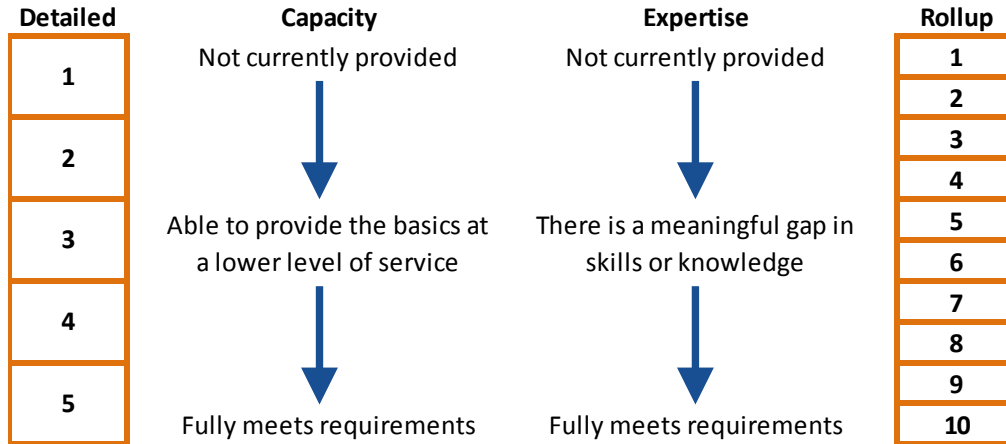 Detailed
Capacity
Expertise
Rollup
1
2
3
4
5
Not currently provided
Able to provide the basics at
a lower level of service
Fully meets requirements
Not currently provided
There is a meaningful gap in
skills or knowledge
Fully meets requirements
1
2
3
4
5
6
7
8
9
10